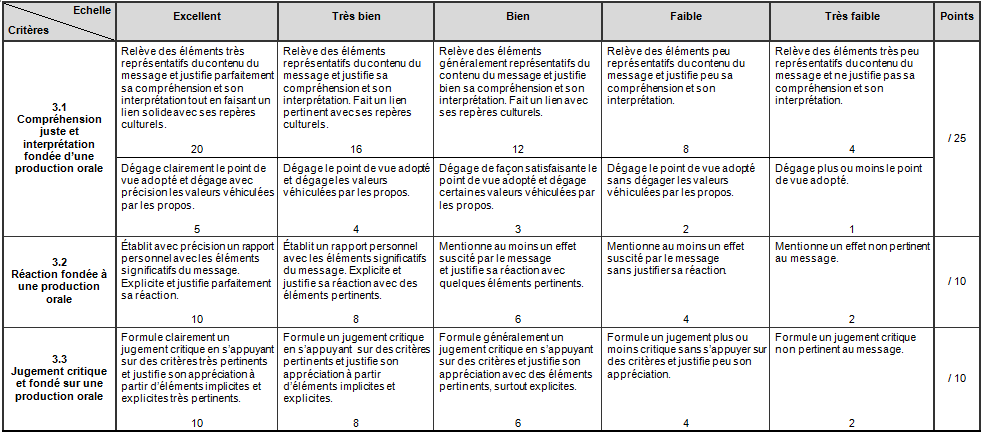 Echelle
Critères
Excellent
Très bien
Bien
Faible
Très faible
Points
3.1
Compréhension
juste et
interprétation
fondée d'une
production orale
Relève des éléments très
représentatifs du contenu du
message et justifie parfaitement
sa compréhension et son
interprétation tout en faisant un
lien solide avec ses repères
culturels.
20
Relève des éléments
représentatifs du contenu du
message et justifie sa
compréhension et son
interprétation. Fait un lien
pertinent avec ses repères
culturels.
16
Relève des éléments
généralement représentatifs du
contenu du message et justifie
bien sa compréhension et son
interprétation. Fait un lien avec
ses repères culturels.
12
Relève des éléments peu
représentatifs du contenu du
message et justifie peu sa
compréhension et son
interprétation.
8
Relève des éléments très peu
représentatifs du contenu du
message et ne justifie pas sa
compréhension et son
interprétation.
4
/ 25
Dégage clairement le point de
vue adopté et dégage avec
précision les valeurs véhiculées
par les propos.
5
Dégage le point de vue adopté
et dégage les valeurs
véhiculées par les propos.
4
Dégage de façon satisfaisante le
point de vue adopté et dégage
certaines valeurs véhiculées par
les propos.
3
Dégage le point de vue adopté
sans dégager les valeurs
véhiculées par les propos.
2
Dégage plus ou moins le point
de vue adopté.
1
3.2
Réaction fondée à
une production
orale
Établit avec précision un rapport
personnel avec les éléments
significatifs du message.
Explicite et justifie parfaitement
sa réaction.
10
Établit un rapport personnel
avec les éléments significatifs
du message. Explicite et
justifie sa réaction avec des
éléments pertinents.
8
Mentionne au moins un effet
suscité par le message
et justifie sa réaction avec
quelques éléments pertinents.
6
Mentionne au moins un effet
suscité par le message
sans justifier sa réaction.
4
Mentionne un effet non pertinent
au message.
2
/ 10
3.3
Jugement critique
et fondé sur une
production orale
Formule clairement un
jugement critique en s'appuyant
sur des critères très pertinents
et justifie son appréciation à
partir d'éléments implicites et
explicites très pertinents.
10
Formule un jugement critique
en s'appuyant sur des critères
pertinents et justifie son
appréciation à partir
d'éléments implicites et
explicites.
8
Formule généralement un
jugement critique en s'appuyant
sur des critères et justifie son
appréciation avec des éléments
pertinents, surtout explicites.
6
Formule un jugement plus ou
moins critique sans s'appuyer sur
des critères et justifie peu son
appréciation.
4
Formule un jugement critique
non pertinent au message.
2
/ 10